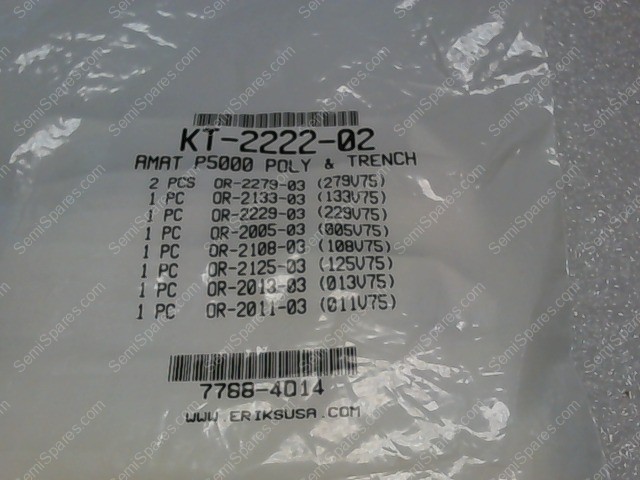 KT-2222-02
AMAT P5000 POLY & TRENCH
2 PCS OR-2279-03 (279V75)
1 PC OR-2133-03 (133V75)
1 PC OR-2229-03 (229V75)
1 PC OR-2005-03 (005V75)
1 PC OR-2108-03 (108V75)
1 PC OR-2125-03 (125V75)
1 PC OR-2013-03 (013V75)
1 PC OR-2011-03 (011V75)
7768-4014
WWW.ERIKSUSA.COM
SemiSpares.com